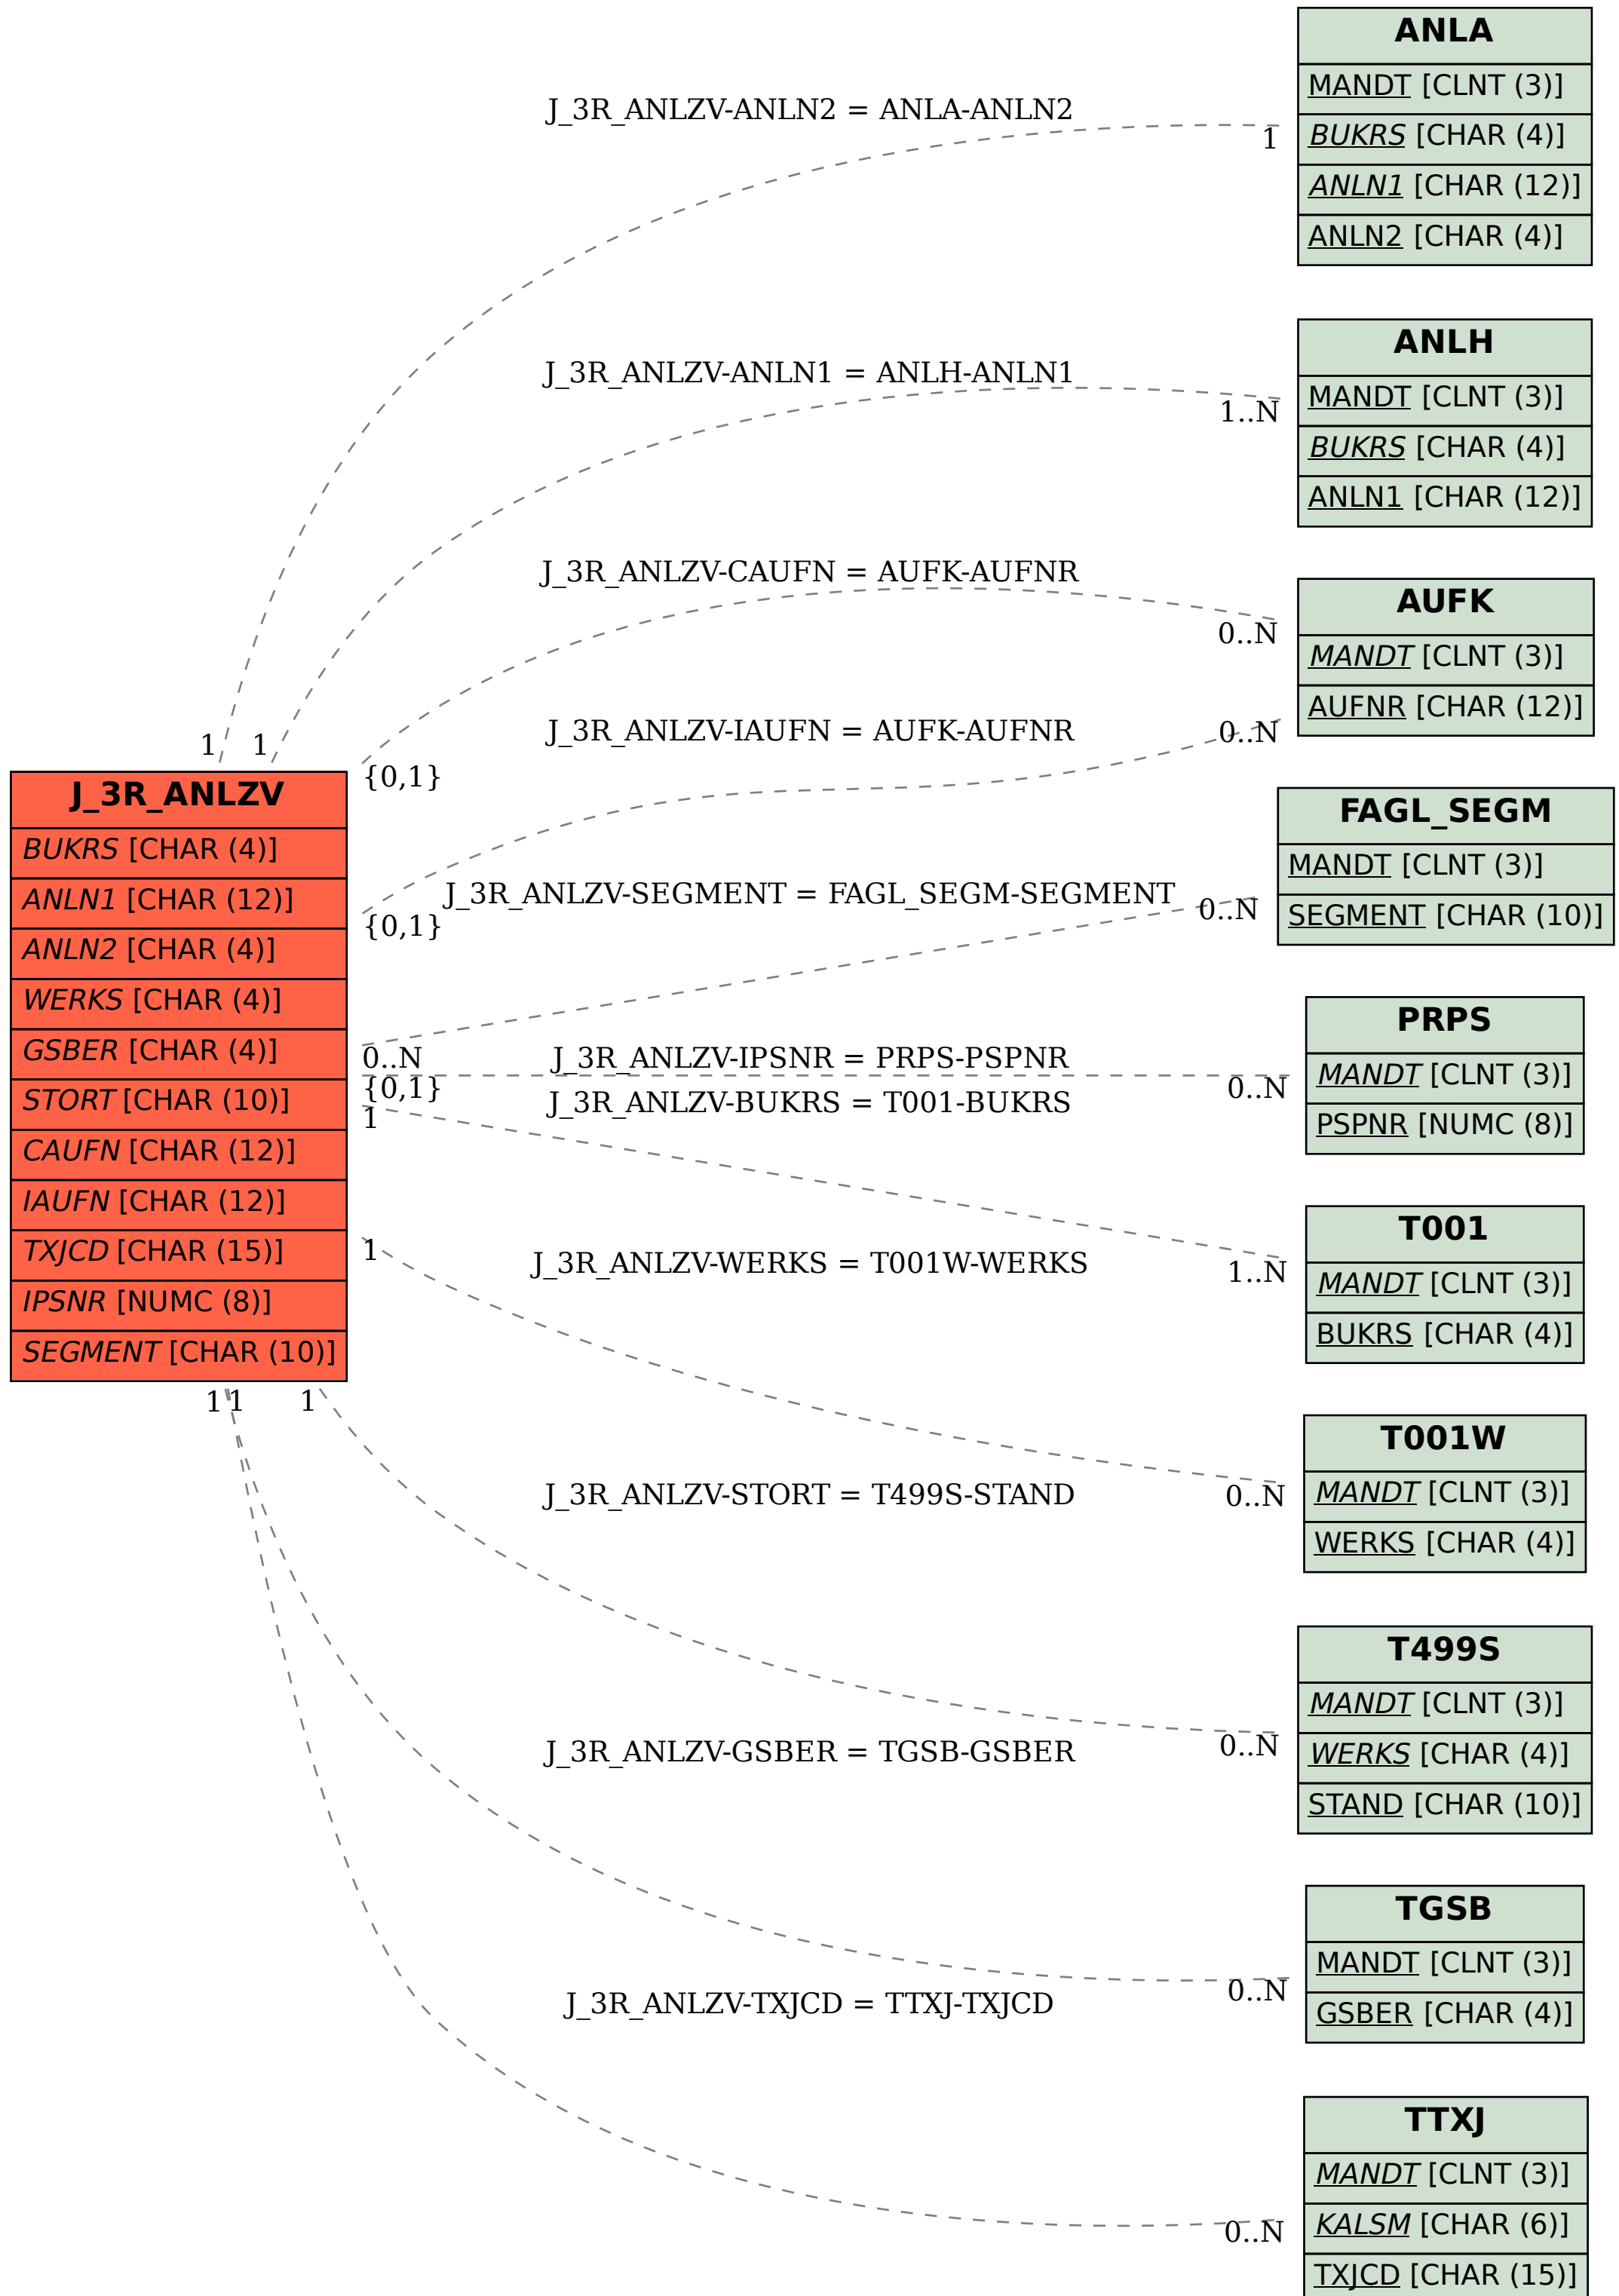 ANLA
MANDT [CLNT (3)]
BUKRS [CHAR (4)]
ANLN1 [CHAR (12)]
ANLN2 [CHAR (4)]
J_3R_ANLZV-ANLN2 = ANLA-ANLN2
1
1
ANLH
MANDT [CLNT (3)]
BUKRS [CHAR (4)]
ANLN1 [CHAR (12)]
J_3R_ANLZV-ANLN1 = ANLH-ANLN1
1..N
1
AUFK
MANDT [CLNT (3)]
AUFNR [CHAR (12)]
J_3R_ANLZV-CAUFN = AUFK-AUFNR
0..N
{0,1}
J_3R_ANLZV-IAUFN = AUFK-AUFNR
0..N
{0,1}
J_3R_ANLZV
BUKRS [CHAR (4)]
ANLN1 [CHAR (12)]
ANLN2 [CHAR (4)]
WERKS [CHAR (4)]
GSBER [CHAR (4)]
STORT [CHAR (10)]
CAUFN [CHAR (12)]
IAUFN [CHAR (12)]
TXJCD [CHAR (15)]
IPSNR [NUMC (8)]
SEGMENT [CHAR (10)]
FAGL_SEGM
MANDT [CLNT (3)]
SEGMENT [CHAR (10)]
J_3R_ANLZV-SEGMENT = FAGL_SEGM-SEGMENT
0..N
0..N
PRPS
MANDT [CLNT (3)]
PSPNR [NUMC (8)]
J_3R_ANLZV-IPSNR = PRPS-PSPNR
{0,1}
0..N
J_3R_ANLZV-BUKRS = T001-BUKRS
1
1..N
T001
MANDT [CLNT (3)]
BUKRS [CHAR (4)]
J_3R_ANLZV-WERKS = T001W-WERKS
1
0..N
T001W
MANDT [CLNT (3)]
WERKS [CHAR (4)]
1
1
1
J_3R_ANLZV-STORT = T499S-STAND
0..N
T499S
MANDT [CLNT (3)]
WERKS [CHAR (4)]
STAND [CHAR (10)]
J_3R_ANLZV-GSBER = TGSB-GSBER
0..N
TGSB
MANDT [CLNT (3)]
GSBER [CHAR (4)]
J_3R_ANLZV-TXJCD = TTXJ-TXJCD
0..N
TTXJ
MANDT [CLNT (3)]
KALSM [CHAR (6)]
TXJCD [CHAR (15)]